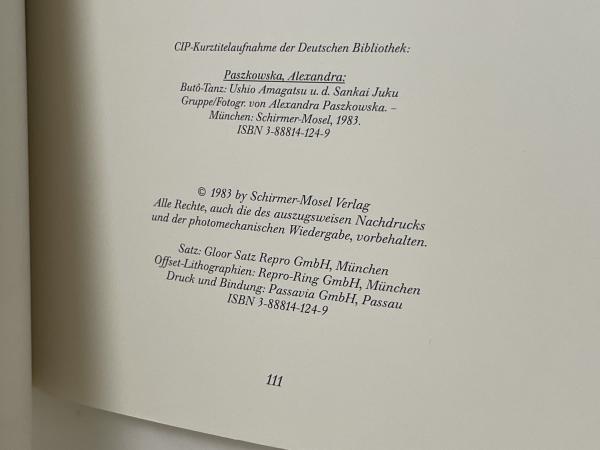 CIP-Kurztitelaufnahme der Deutschen Bibliothek:
Paszkowska, Alexandra:
Butô-Tanz: Ushio Amagatsu u. d. Sankai Juku
Gruppe/Fotogr. von Alexandra Paszkowska. –
München: Schirmer-Mosel, 1983.
ISBN 3-88814-124-9
© 1983 by Schirmer-Mosel Verlag
Alle Rechte, auch die des auszugsweisen Nachdrucks
und der photomechanischen Wiedergabe, vorbehalten.
Satz: Gloor Satz Repro GmbH, München
Offset-Lithographien: Repro-Ring GmbH, München
Druck und Bindung: Passavia GmbH, Passau
ISBN 3-88814-124-9
111